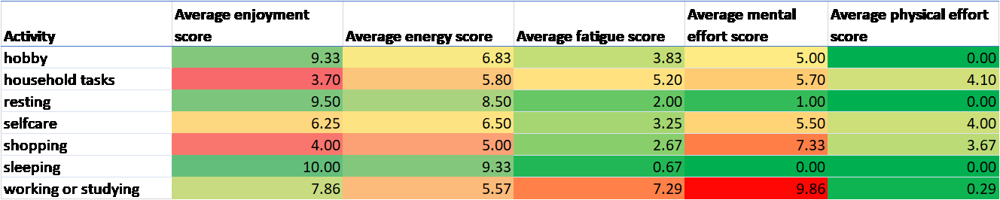 Activity Average enjoyment score Average energy score Average fatigue score Average mental effort score Average physical effort score
hobby 9.33 6.83 3.83 5.00 0.00
household tasks 3.70 5.80 5.20 5.70 4.10
resting 9.50 8.50 2.00 1.00 0.00
selfcare 6.25 6.50 3.25 5.50 4.00
shopping 4.00 5.00 2.67 7.33 3.67
sleeping 10.00 9.33 0.67 0.00 0.00
working or studying 7.86 5.57 7.29 9.86 0.29